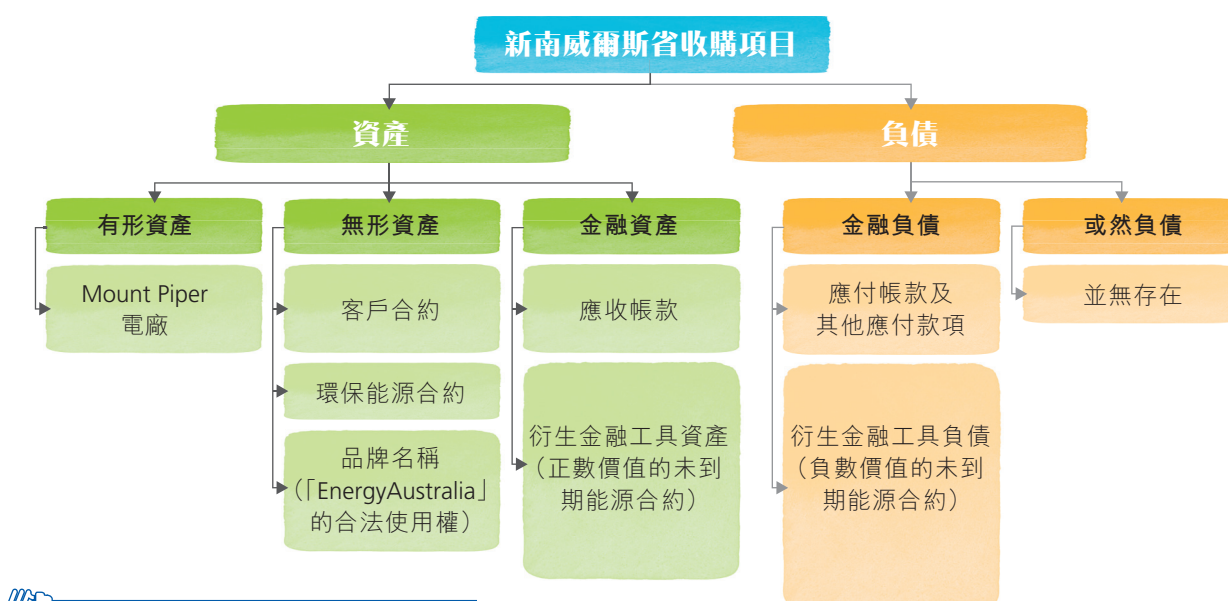 新南威爾斯省收購項目
資產
負債
有形資產
無形資產
金融資產
金融負債
或然負債
Mount Piper
電廠
客戶合約
環保能源合約
品牌名稱
（「EnergyAustralia」
的合法使用權）
應收帳款
衍生金融工具資產
（正數價值的未到
期能源合約）
應付帳款及
其他應付款項
衍生金融工具負債
（負數價值的未到
期能源合約）
並無存在